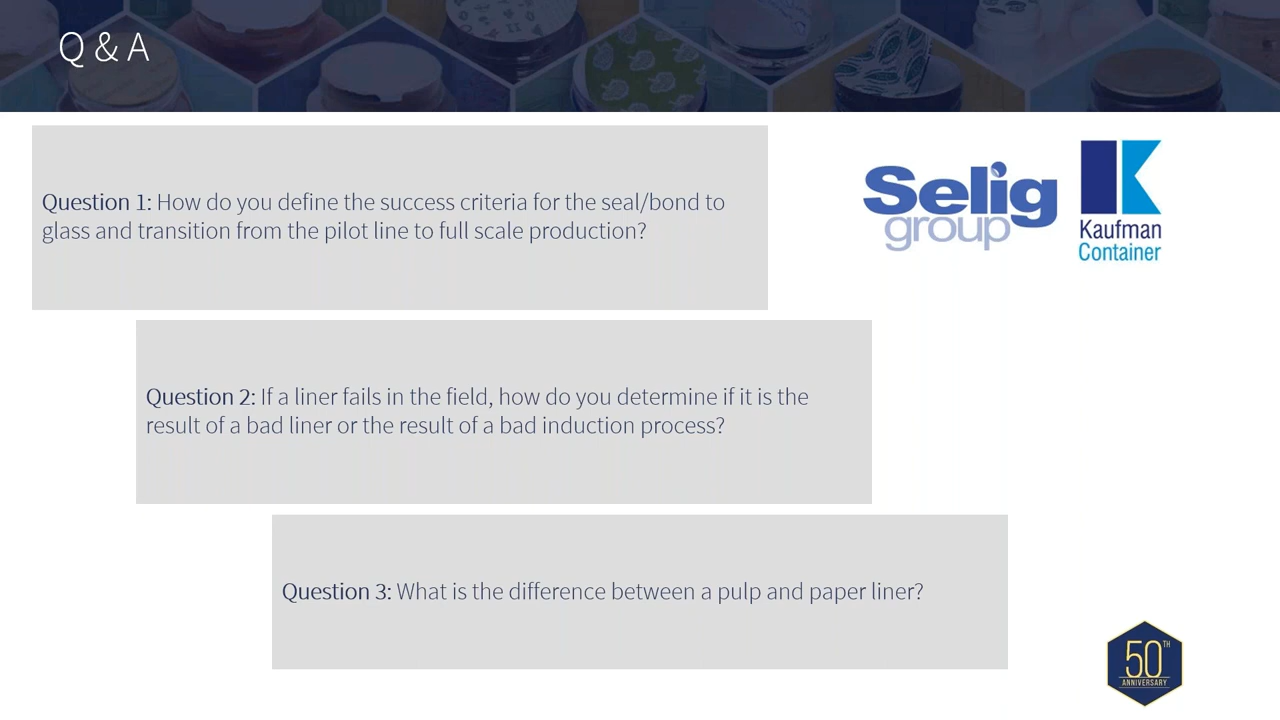 Q & A
Question 1: How do you define the success criteria for the seal/bond to
glass and transition from the pilot line to full scale production?
Selig
group
Kaufman
Container
Question 2: If a liner fails in the field, how do you determine if it is the
result of a bad liner or the result of a bad induction process?
Question 3: What is the difference between a pulp and paper liner?
50TH
ANNIVERSARY